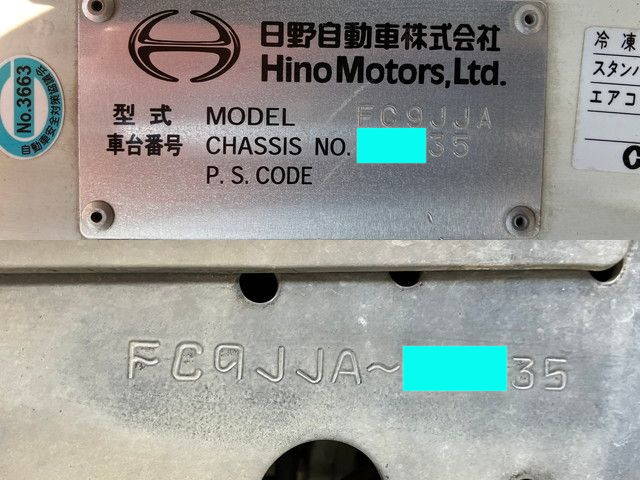 日野自動車株式会社
Hino Motors, Ltd.
型式 MODEL FC9JJA
車台番号 CHASSIS NO. 35
P. S. CODE
No.3663
冷凍
スタンバ
エアコ
C
FC9JJA~ 35